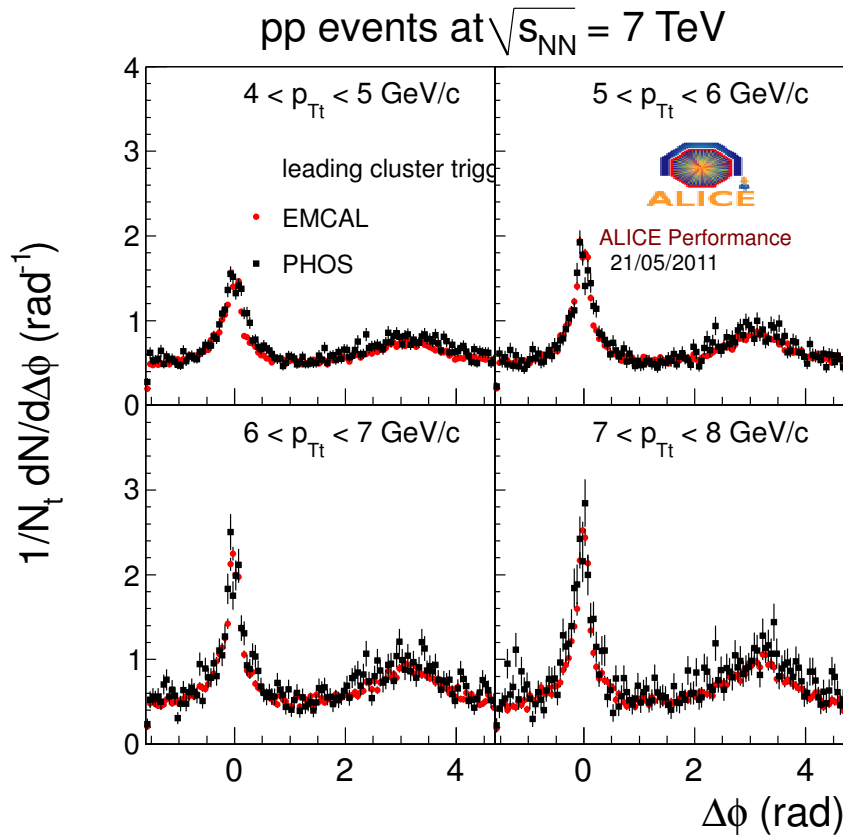 pp events at √s_NN = 7 TeV
4
3
2
1
0
4 < p_Tt < 5 GeV/c
leading cluster trigg
EMCAL
PHOS
5 < p_Tt < 6 GeV/c
ALICE
ALICE Performance
21/05/2011
1/N_t dN/dΔϕ (rad⁻¹)
3
2
1
0
6 < p_Tt < 7 GeV/c
7 < p_Tt < 8 GeV/c
0 2 4
0 2 4
Δϕ (rad)